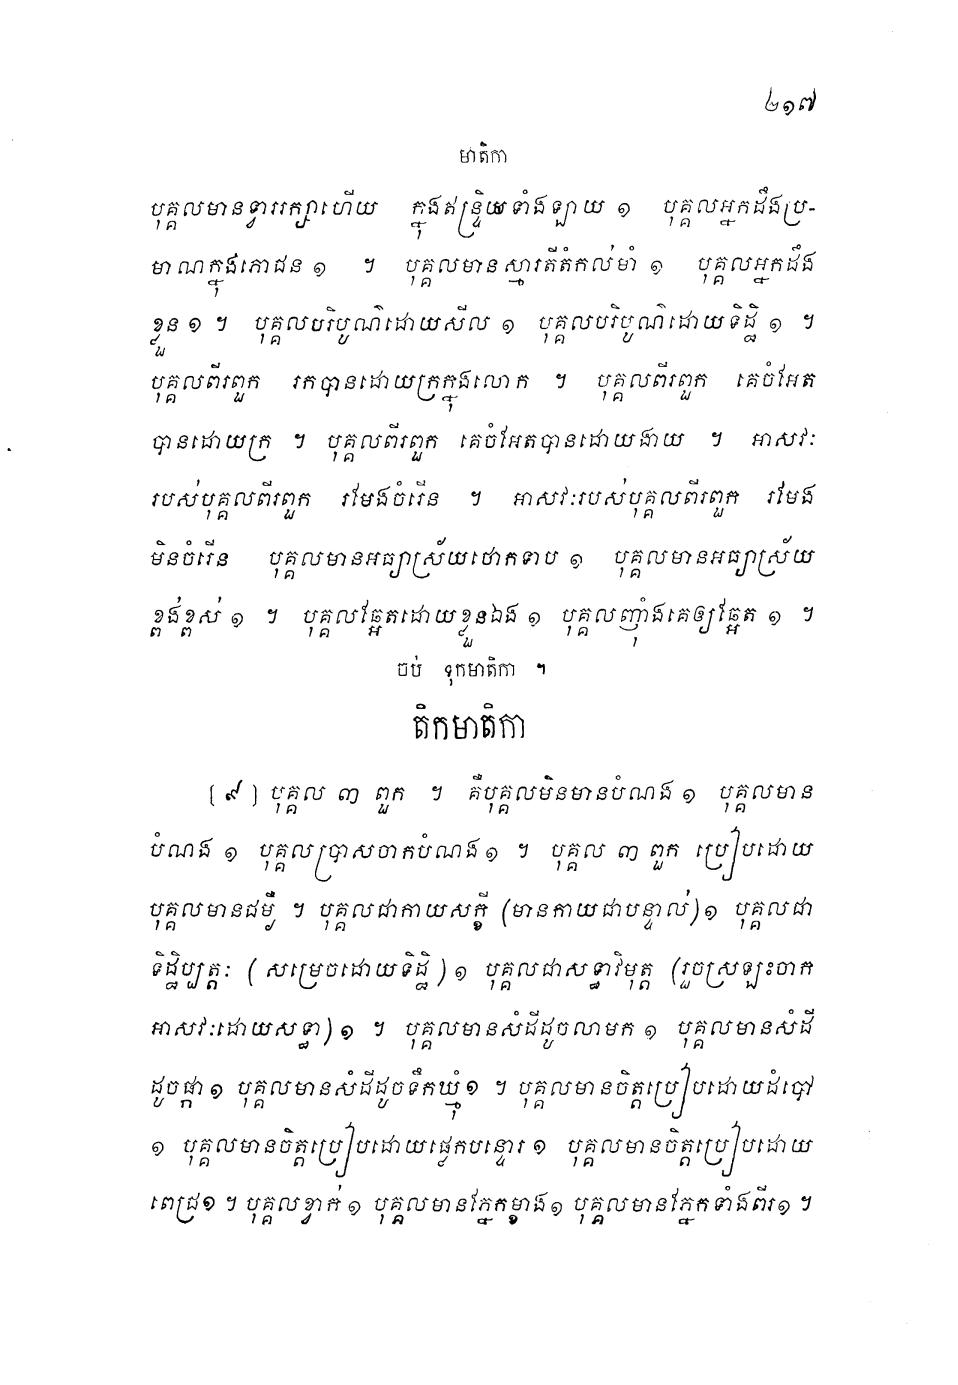 ២១៧
មាតិកា
បុគ្គលមានទ្វាររក្សាហើយ ក្នុងឥន្ទ្រិយទាំងឡាយ ១ បុគ្គលអ្នកដឹងប្រ-
មាណក្នុងភោជន ១ ។ បុគ្គលមានស្មារតីតំកល់មាំ ១ បុគ្គលអ្នកដឹង
ខ្លួន ១ ។ បុគ្គលបរិបូណ៌ដោយសីល ១ បុគ្គលបរិបូណ៌ដោយទិដ្ឋិ ១ ។
បុគ្គលពីរពួក រកបានដោយក្រក្នុងលោក ។ បុគ្គលពីរពួក គេចំអែត
បានដោយក្រ ។ បុគ្គលពីរពួក គេចំអែតបានដោយងាយ ។ អាសវៈ
របស់បុគ្គលពីរពួក រមែងចំរើន ។ អាសវៈរបស់បុគ្គលពីរពួក រមែង
មិនចំរើន បុគ្គលមានអធ្យាស្រ័យថោកទាប ១ បុគ្គលមានអធ្យាស្រ័យ
ខ្ពង់ខ្ពស់ ១ ។ បុគ្គលឆ្អែតដោយខ្លួនឯង ១ បុគ្គលញ៉ាំងគេឲ្យឆ្អែត ១ ។
ចប់ ទុកមាតិកា ។
តិកមាតិកា
[៩] បុគ្គល ៣ ពួក ។ គឺបុគ្គលមិនមានបំណង ១ បុគ្គលមាន
បំណង ១ បុគ្គលប្រាសចាកបំណង ១ ។ បុគ្គល ៣ ពួក ប្រៀបដោយ
បុគ្គលមានជម្ងឺ ។ បុគ្គលជាកាយសក្ខី (មានកាយជាបន្ទាល់) ១ បុគ្គលជា
ទិដ្ឋិប្បត្តៈ (សម្រេចដោយទិដ្ឋិ) ១ បុគ្គលជាសទ្ធាវិមុត្ត (រួចស្រឡះចាក
អាសវៈដោយសទ្ធា) ១ ។ បុគ្គលមានសំដីដូចលាមក ១ បុគ្គលមានសំដី
ដូចផ្កា ១ បុគ្គលមានសំដីដូចទឹកឃ្មុំ ១ ។ បុគ្គលមានចិត្តប្រៀបដោយដំបៅ
១ បុគ្គលមានចិត្តប្រៀបដោយផ្លេកបន្ទោរ ១ បុគ្គលមានចិត្តប្រៀបដោយ
ពេជ្រ ១ ។ បុគ្គលខ្វាក់ ១ បុគ្គលមានភ្នែកម្ខាង ១ បុគ្គលមានភ្នែកទាំងពីរ ១ ។